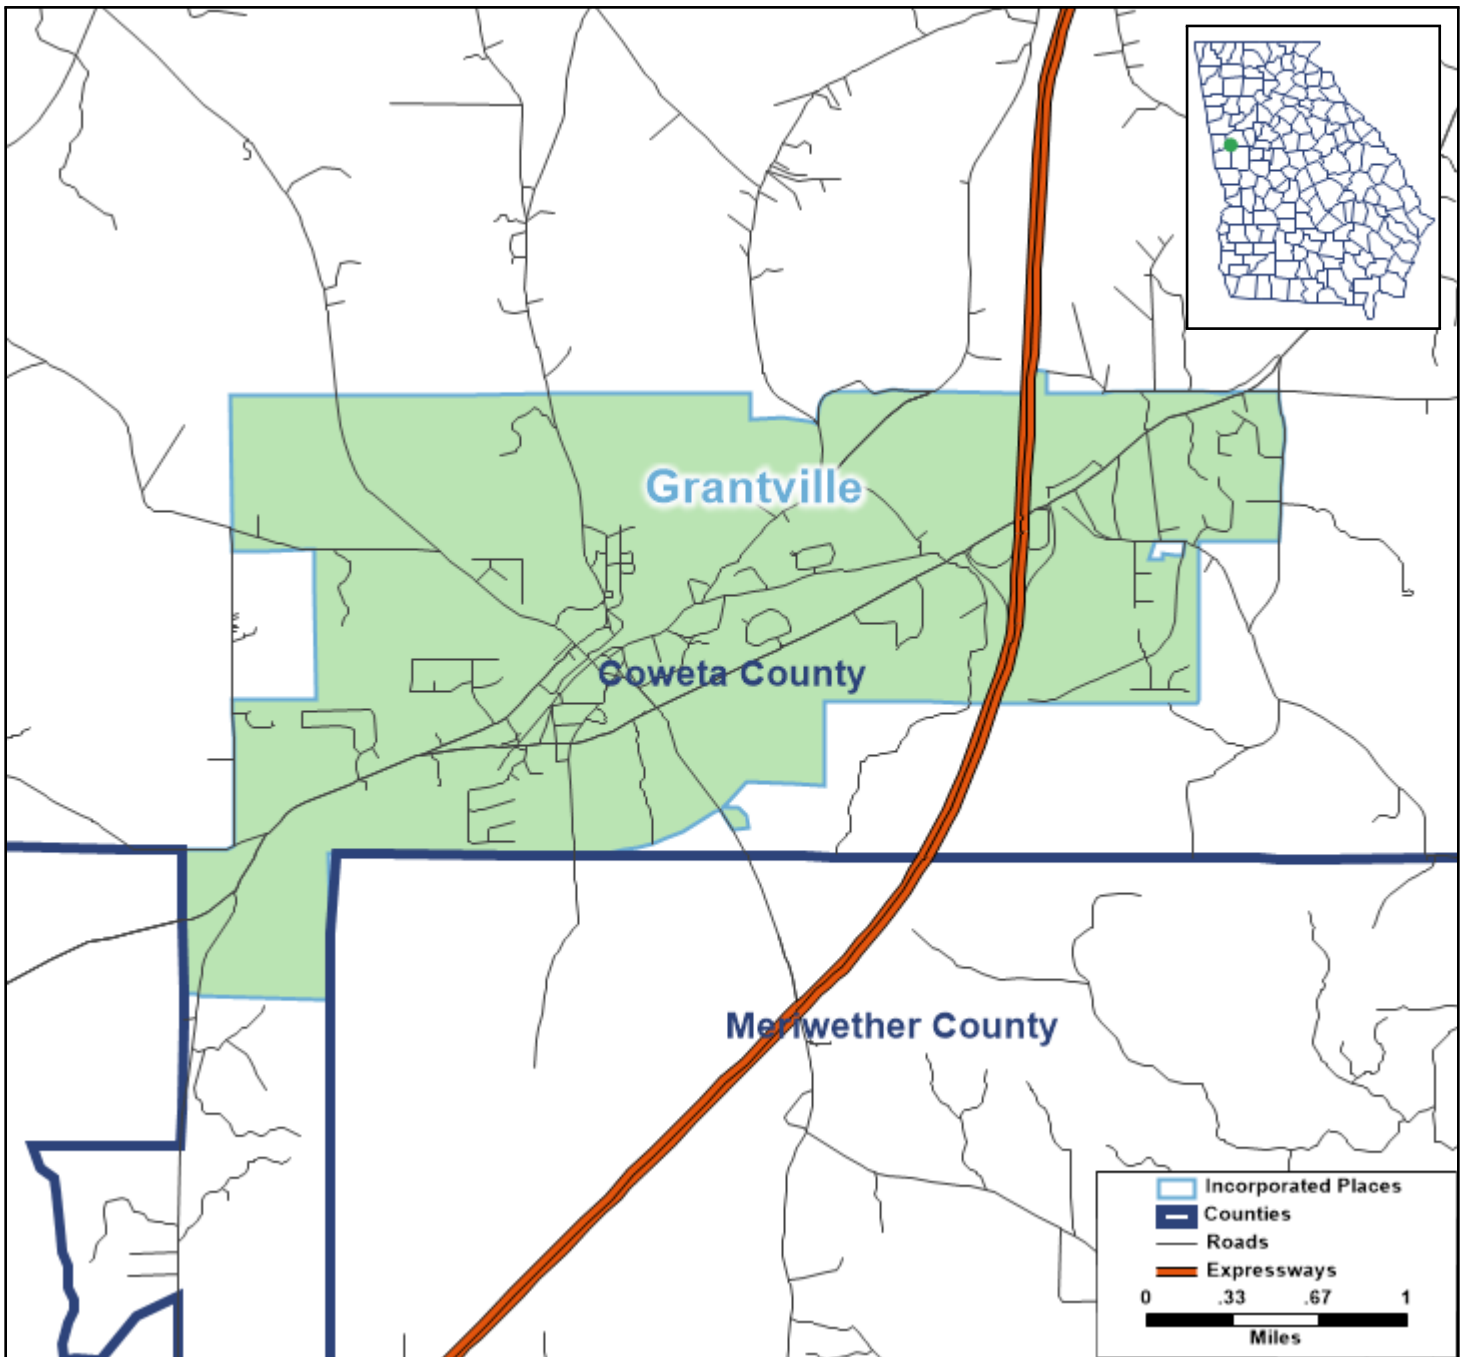 Grantville
Coweta County
Meriwether County
Incorporated Places
Counties
Roads
Expressways
0 .33 .67 1
Miles